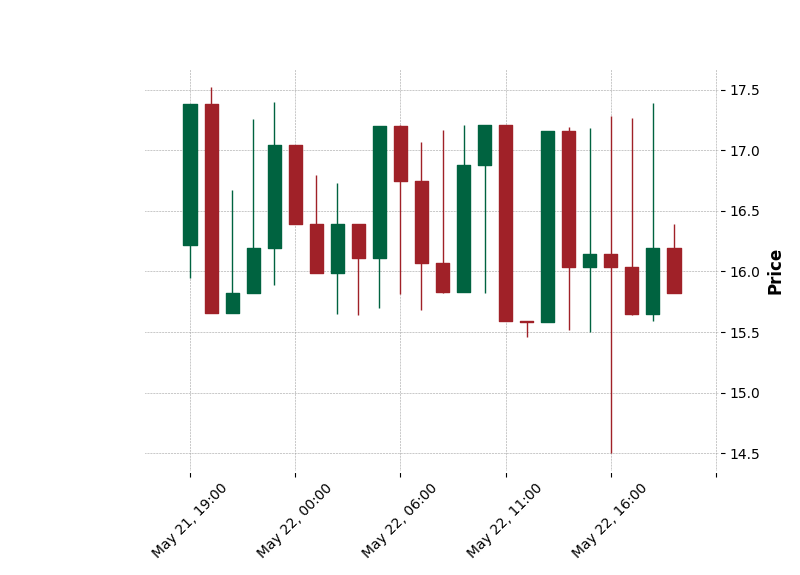 17.5
17.0
16.5
16.0
15.5
15.0
14.5
Price
May 21, 19:00
May 22, 00:00
May 22, 06:00
May 22, 11:00
May 22, 16:00